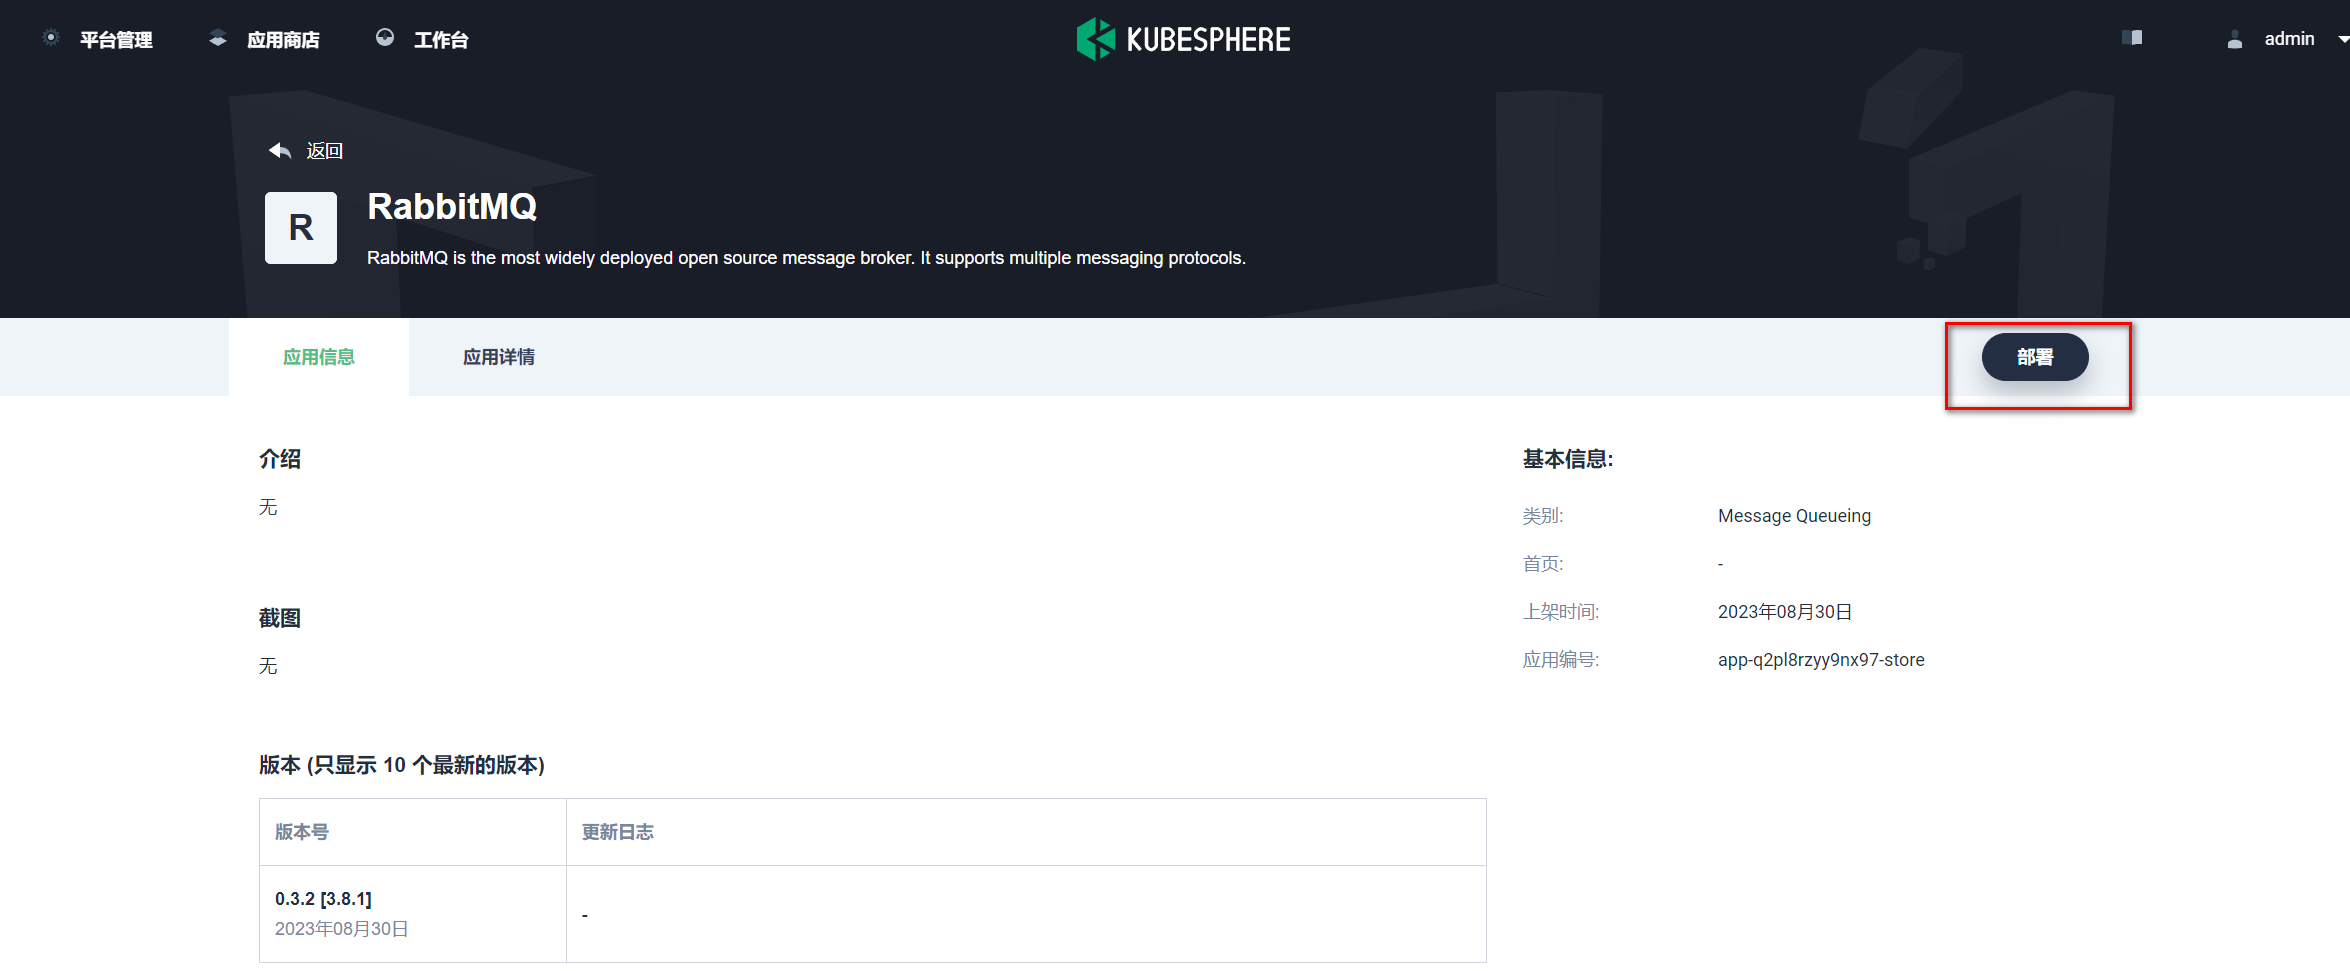 平台管理
应用商店
工作台
KUBESPHERE
admin
返回
R
RabbitMQ
RabbitMQ is the most widely deployed open source message broker. It supports multiple messaging protocols.
应用信息
应用详情
部署
介绍
无
截图
无
版本 (只显示 10 个最新的版本)
版本号
更新日志
0.3.2 [3.8.1]
2023年08月30日
-
基本信息:
类别:
Message Queueing
首页:
-
上架时间:
2023年08月30日
应用编号:
app-q2pl8rzyy9nx97-store